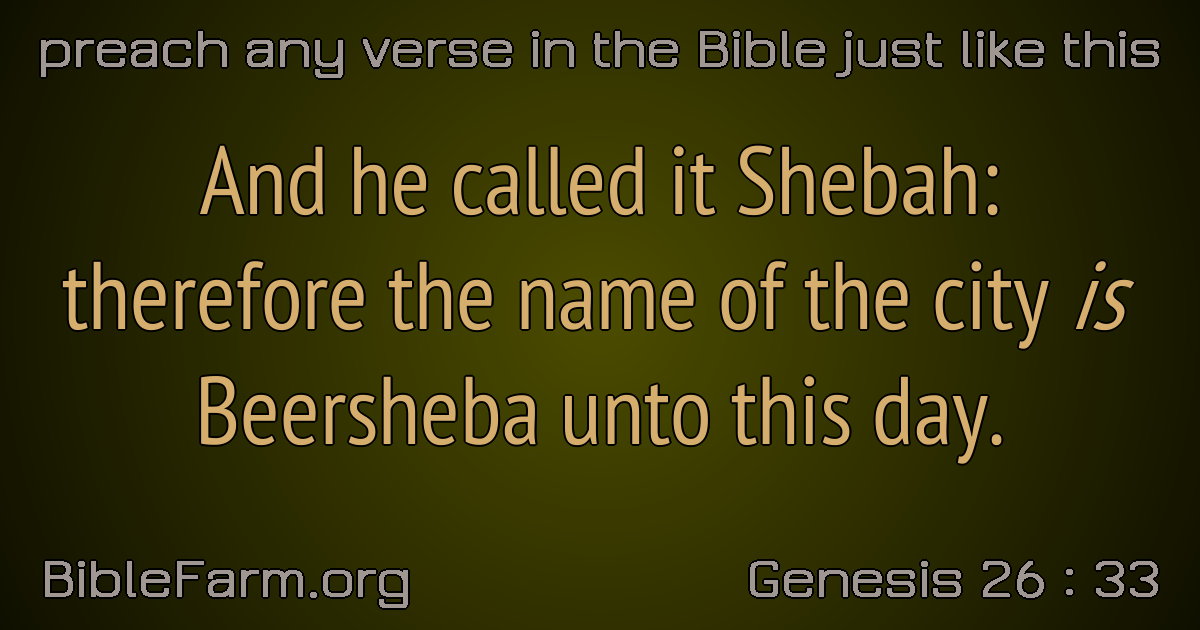 preach any verse in the Bible just like this
And he called it Shebah:
therefore the name of the city is
Beersheba unto this day.
BibleFarm.org
Genesis 26 : 33